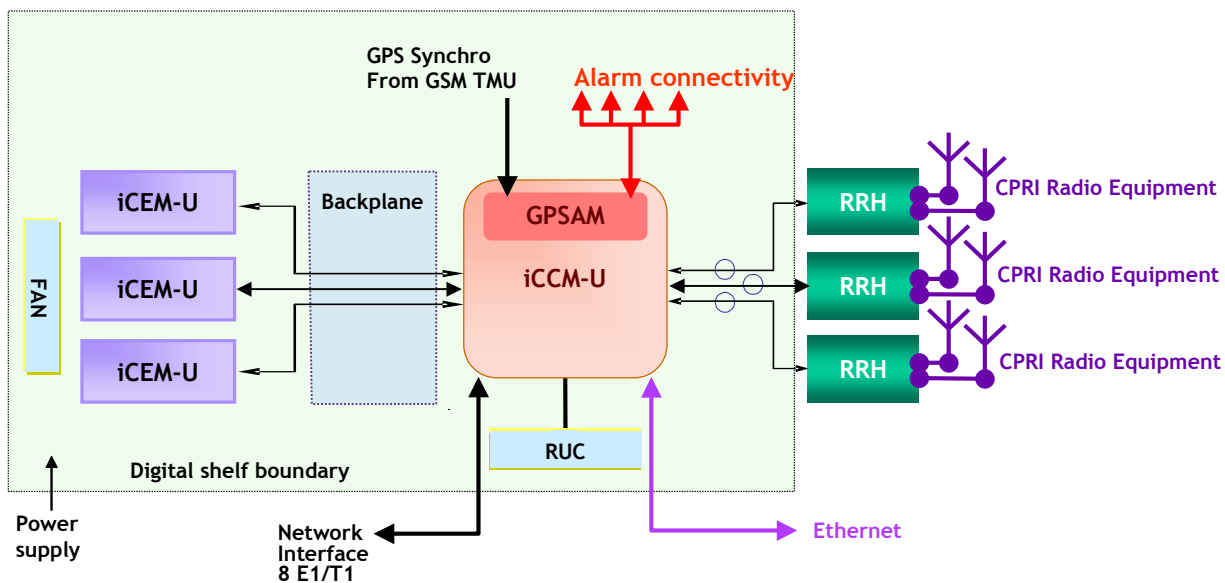 GPS Synchro
From GSM TMU
Alarm connectivity
iCEM-U
Backplane
GPSAM
RRH
CPRI Radio Equipment
FAN
iCEM-U
iCCM-U
RRH
CPRI Radio Equipment
iCEM-U
RRH
CPRI Radio Equipment
RUC
Digital shelf boundary
Power
supply
Network
Interface
8 E1/T1
Ethernet